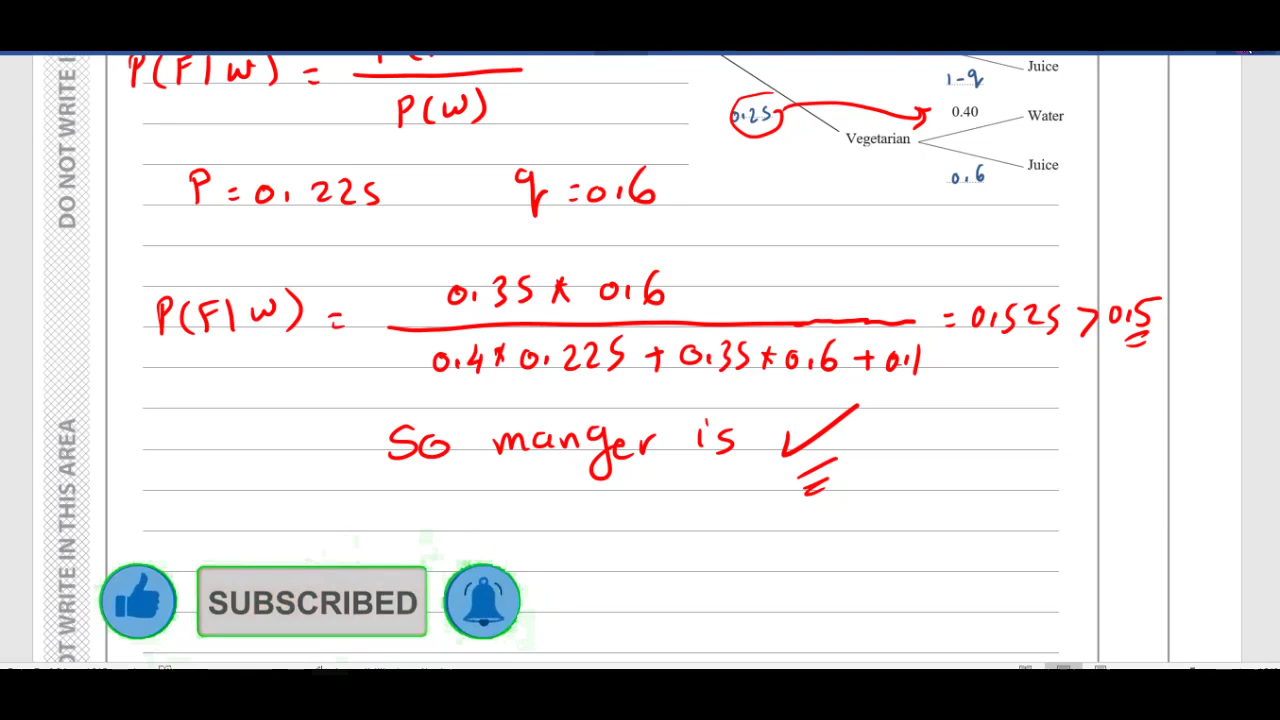 P(F|W) =
P(W)
Juice
1-q
0.25
0.40
Water
Vegetarian
Juice
0.6
P = 0.225 q = 0.6
P(F|W) = 0.35 * 0.6
0.4 * 0.225 + 0.35 * 0.6 + 0.1
= 0.525 > 0.5
So manger is ✓
SUBSCRIBED
DO NOT WRITE I
OT WRITE IN THIS AREA